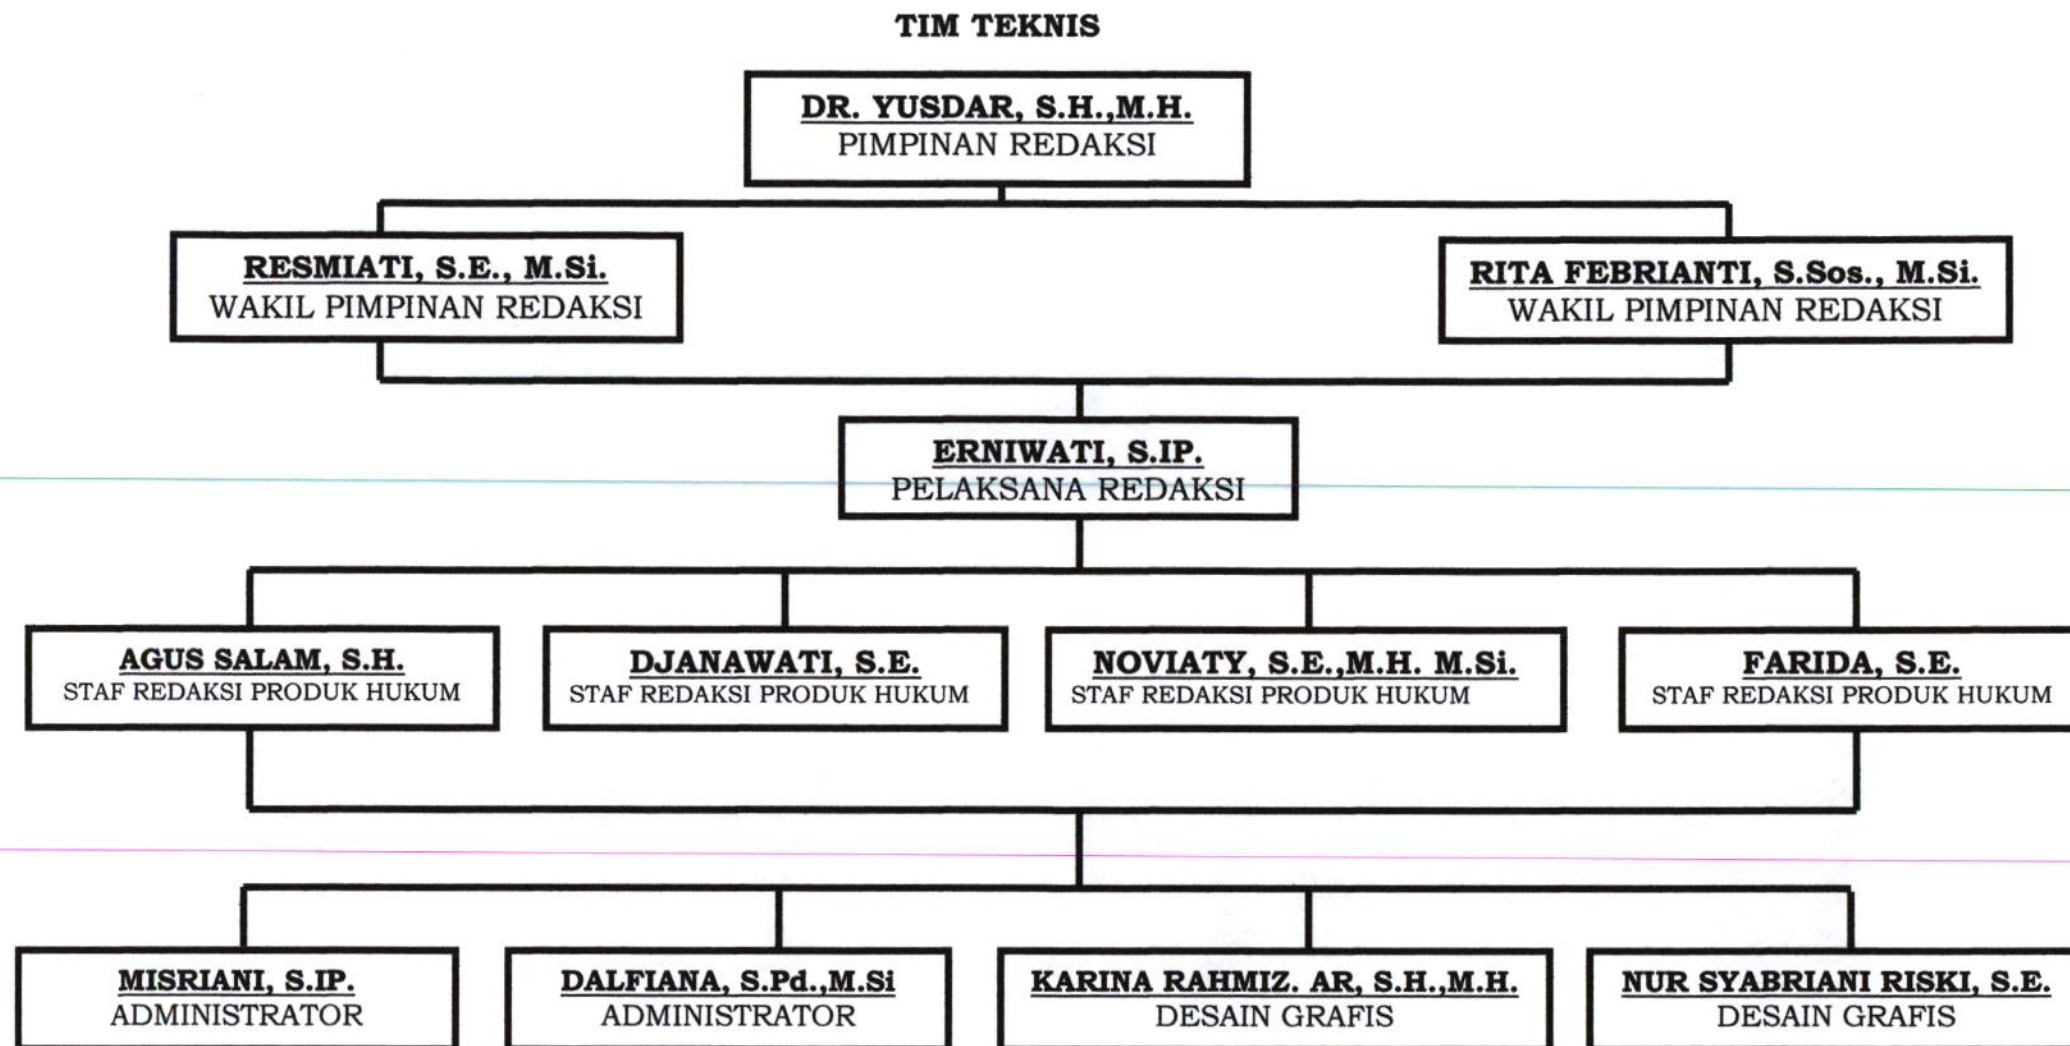 TIM TEKNIS
DR. YUSDAR, S.H.,M.H.
PIMPINAN REDAKSI
RESMIATI, S.E., M.Si.
WAKIL PIMPINAN REDAKSI
RITA FEBRIANTI, S.Sos., M.Si.
WAKIL PIMPINAN REDAKSI
ERNIWATI, S.IP.
PELAKSANA REDAKSI
AGUS SALAM, S.H.
STAF REDAKSI PRODUK HUKUM
DJANAWATI, S.E.
STAF REDAKSI PRODUK HUKUM
NOVIATY, S.E.,M.H. M.Si.
STAF REDAKSI PRODUK HUKUM
FARIDA, S.E.
STAF REDAKSI PRODUK HUKUM
MISRIANI, S.IP.
ADMINISTRATOR
DALFIANA, S.Pd.,M.Si
ADMINISTRATOR
KARINA RAHMIZ. AR, S.H.,M.H.
DESAIN GRAFIS
NUR SYABRIANI RISKI, S.E.
DESAIN GRAFIS